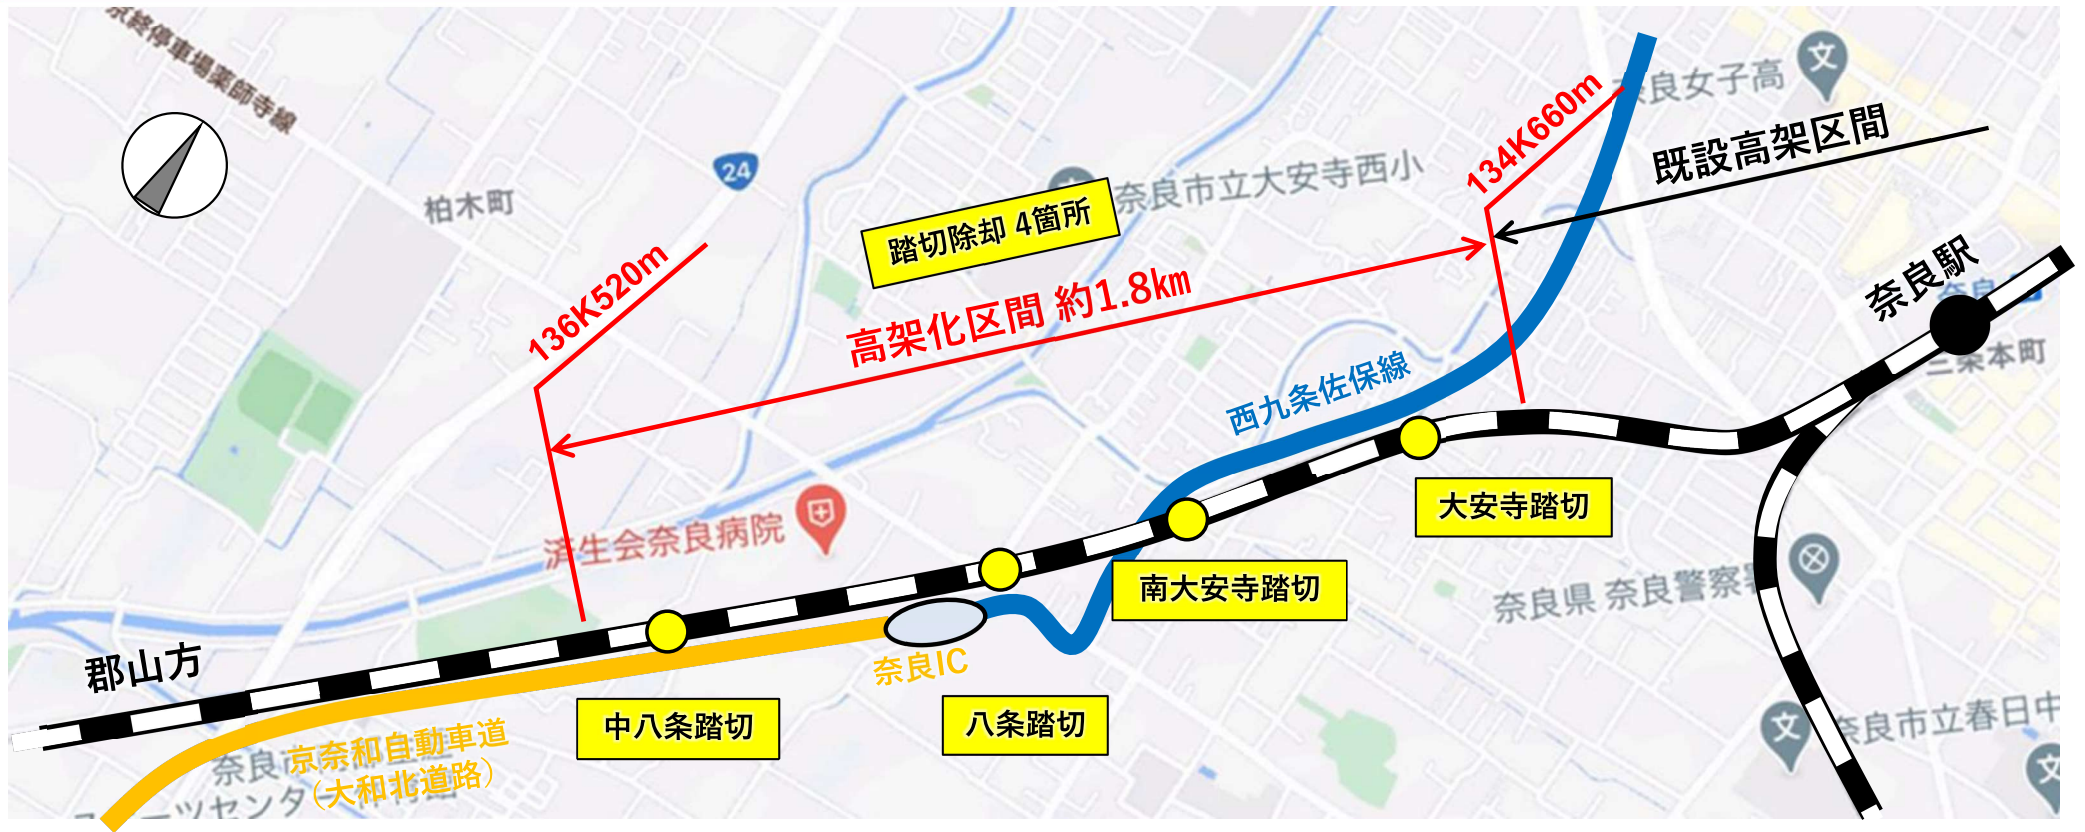 京終停車場薬師寺線
柏木町
24
奈良市立大安寺西小
奈良女子高
134K660m
既設高架区間
136K520m
踏切除却 4箇所
高架化区間 約1.8㎞
奈良駅
三条本町
西九条佐保線
済生会奈良病院
大安寺踏切
南大安寺踏切
奈良県 奈良警察署
郡山方
奈良IC
中八条踏切
八条踏切
京奈和自動車道
（大和北道路）
奈良市立春日中